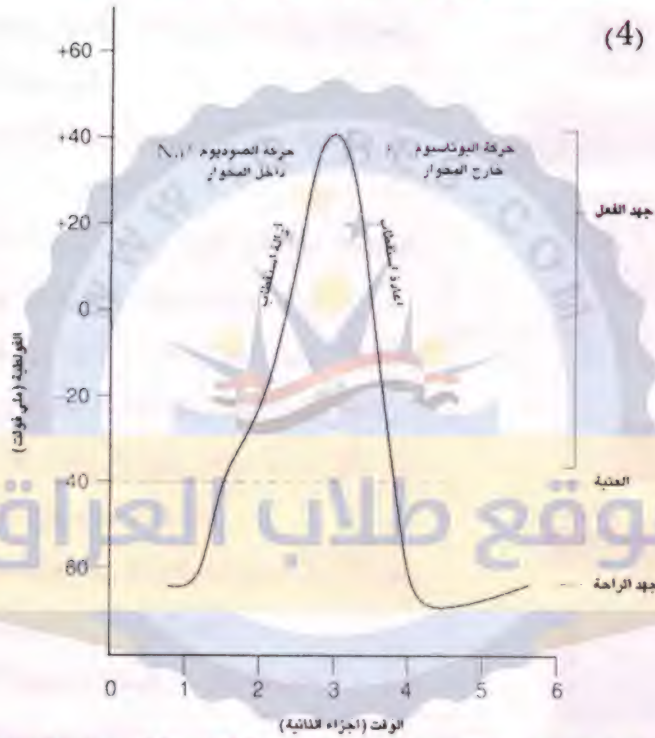 (4)
+60
+40
+20
0
-20
-40
60
حركة الصوديوم Na+
داخل المحوار
حركة البوتاسيوم
خارج المحوار
ازالة استقطاب
اعادة استقطاب
جهد الفعل
العتبة
جهد الراحة
الفولطية (ملي فولت)
موقع طلاب العراق
0 1 2 3 4 5 6
الوقت (اجزاء الثانية)